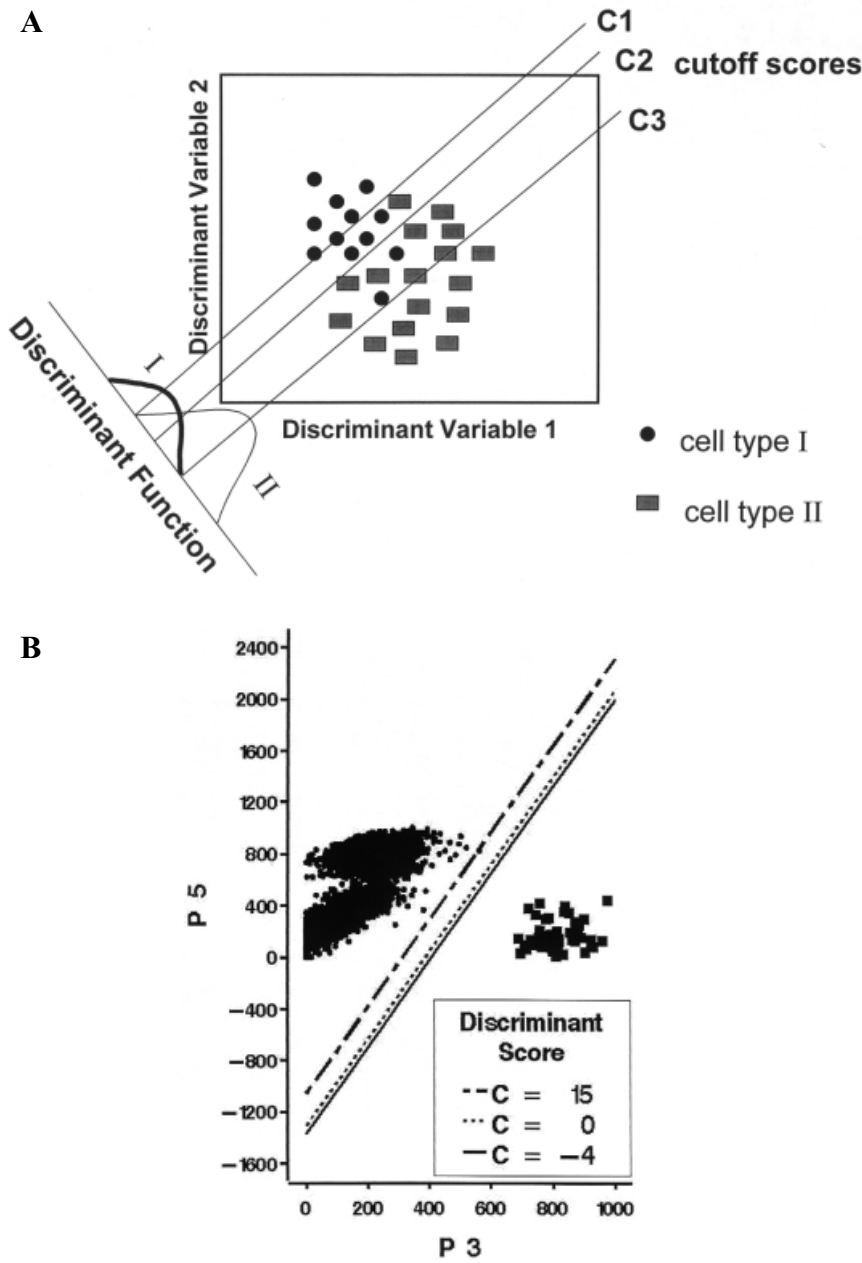 A
C1
C2 cutoff scores
C3
Discriminant Variable 2
I
II
Discriminant Function
Discriminant Variable 1
cell type I
cell type II
B
2400
2000
1600
1200
800
400
0
−400
−800
−1200
−1600
P 5
Discriminant
Score
C = 15
C = 0
C = −4
0 200 400 600 800 1000
P 3